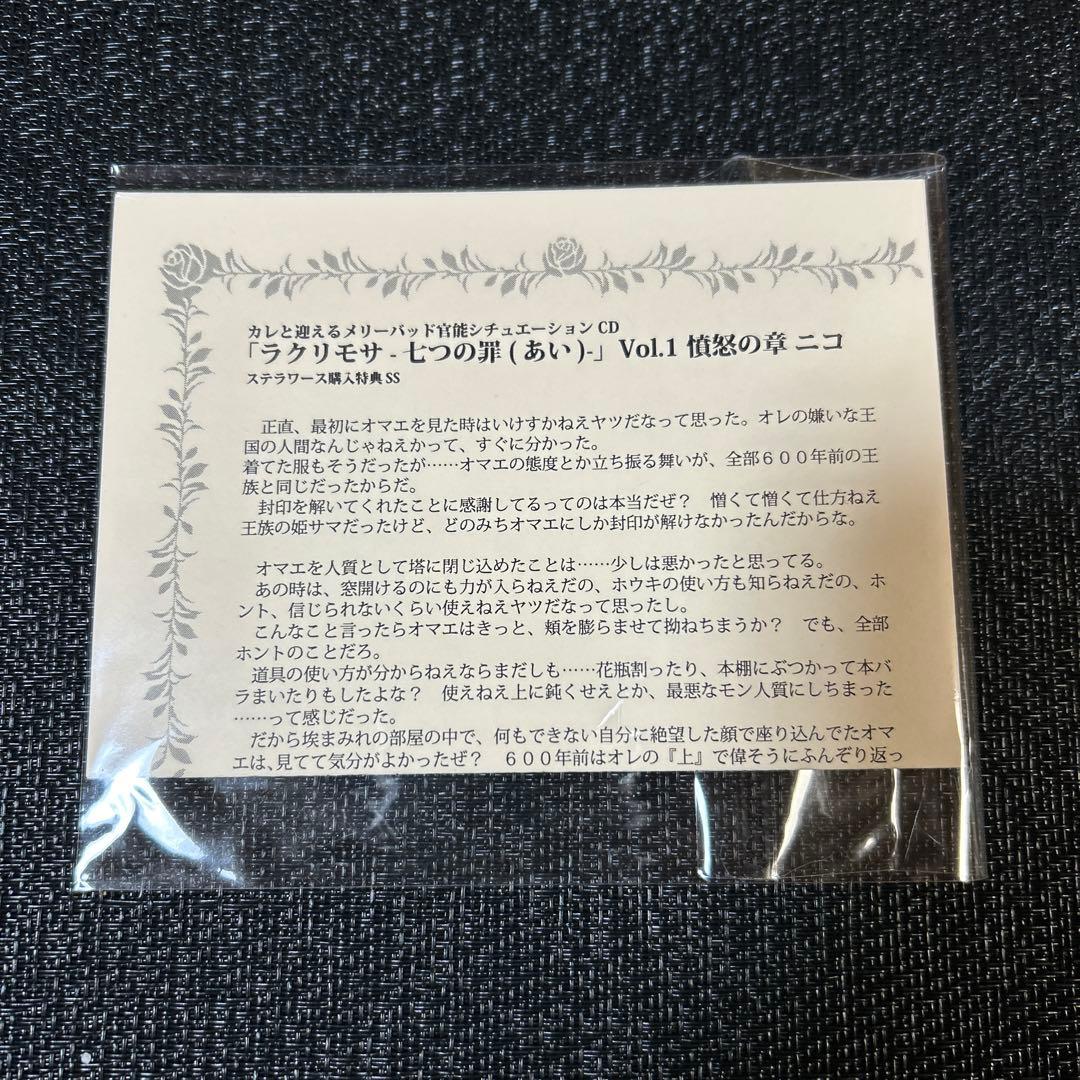 カレと迎えるメリーバッド官能シチュエーション CD
「ラクリモサ - 七つの罪 ( あい )-」Vol.1 憤怒の章 ニコ
ステラワース購入特典 SS
正直、最初にオマエを見た時はいけすかねえヤツだなって思った。オレの嫌いな王
国の人間なんじゃねえかって、すぐに分かった。
着てた服もそうだったが……オマエの態度とか立ち振る舞いが、全部６００年前の王
族と同じだったからだ。
封印を解いてくれたことに感謝してるってのは本当だぜ？　憎くて憎くて仕方ねえ
王族の姫サマだったけど、どのみちオマエにしか封印が解けなかったんだからな。
オマエを人質として塔に閉じ込めたことは……少しは悪かったと思ってる。
あの時は、窓開けるのにも力が入らねえだの、ホウキの使い方も知らねえだの、ホ
ント、信じられないくらい使えねえヤツだなって思ったし。
こんなこと言ったらオマエはきっと、頬を膨らませて拗ねちまうか？　でも、全部
ホントのことだろ。
道具の使い方が分からねえならまだしも……花瓶割ったり、本棚にぶつかって本バ
ラまいたりもしたよな？　使えねえ上に鈍くせえとか、最悪なモン人質にしちまった
……って感じだった。
だから埃まみれの部屋の中で、何もできない自分に絶望した顔で座り込んでたオマ
エは、見てて気分がよかったぜ？　６００年前はオレの『上』で偉そうにふんぞり返っ